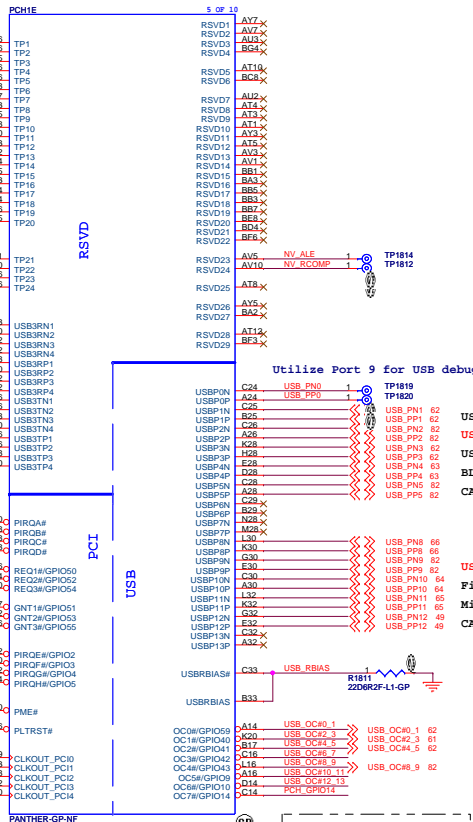 PCH1E 5 OF 10
RSVD1 AY7
RSVD2 AV7
TP1 RSVD3 AU3
TP2 RSVD4 BG4
TP3
TP4 RSVD5 AT10
TP5 RSVD6 BC8
TP6
TP7 RSVD7 AU2
TP8 RSVD8 AT4
TP9 RSVD9 AT3
TP10 RSVD10 AT1
TP11 RSVD11 AY3
TP12 RSVD12 AT5
TP13 RSVD13 AV3
TP14 RSVD14 AV1
TP15 RSVD15 BB1
TP16 RSVD16 BA3
TP17 RSVD17 BB5
TP18 RSVD18 BB3
TP19 RSVD19 BB7
TP20 RSVD20 BE8
RSVD21 BD4
RSVD22 BF6
RSVD
TP21 RSVD23 AV5 NV_ALE 1 TP1814
TP22 RSVD24 AV10 NV_RCOMP 1 TP1812
TP23
TP24 RSVD25 AT8
RSVD26 AY5
RSVD27 BA2
USB3RN1
USB3RN2 RSVD28 AT12
USB3RN3 RSVD29 BF3
USB3RN4
USB3RP1
USB3RP2 Utilize Port 9 for USB debug
USB3RP3
USB3RP4 USBP0N C24 USB_PN0 1 TP1819
USB3TN1 USBP0P A24 USB_PP0 1 TP1820
USB3TN2 USBP1N C25 USB_PN1 62
USB3TN3 USBP1P B25 USB_PP1 62
USB3TN4 USBP2N C26 USB_PN2 82
USB3TP1 USBP2P A26 USB_PP2 82
USB3TP2 USBP3N K28 USB_PN3 62
USB3TP3 USBP3P H28 USB_PP3 62
USB3TP4 USBP4N E28 USB_PN4 63
USBP4P D28 USB_PP4 63
USBP5N C28 USB_PN5 82
USBP5P A28 USB_PP5 82
USBP6N C29
USBP6P B29
PIRQA# USBP7N N28
PIRQB# USBP7P M28
PIRQC# USBP8N L30 USB_PN8 66
PIRQD# USBP8P K30 USB_PP8 66
PCI
USB
USBP9N G30 USB_PN9 82
REQ1#/GPIO50 USBP9P E30 USB_PP9 82
REQ2#/GPIO52 USBP10N C30 USB_PN10 64
REQ3#/GPIO54 USBP10P A30 USB_PP10 64
USBP11N L32 USB_PN11 65
GNT1#/GPIO51 USBP11P K32 USB_PP11 65
GNT2#/GPIO53 USBP12N G32 USB_PN12 49
GNT3#/GPIO55 USBP12P E32 USB_PP12 49
USBP13N C32
USBP13P A32
PIRQE#/GPIO2
PIRQF#/GPIO3
PIRQG#/GPIO4 USBRBIAS# C33 USB_RBIAS 1
PIRQH#/GPIO5 R1811
22D6R2F-L1-GP
USBRBIAS B33
PME#
PLTRST# OC0#/GPIO59 A14 USB_OC#0_1 USB_OC#0_1 62
OC1#/GPIO40 K20 USB_OC#2_3 USB_OC#2_3 61
OC2#/GPIO41 B17 USB_OC#4_5 USB_OC#4_5 62
CLKOUT_PCI0 OC3#/GPIO42 C16 USB_OC#6_7
CLKOUT_PCI1 OC4#/GPIO43 L16 USB_OC#8_9 USB_OC#8_9 82
CLKOUT_PCI2 OC5#/GPIO9 A16 USB_OC#10_11
CLKOUT_PCI3 OC6#/GPIO10 D14 USB_OC#12_13
CLKOUT_PCI4 OC7#/GPIO14 C14 PCH_GPIO14
PANTHER-GP-NF